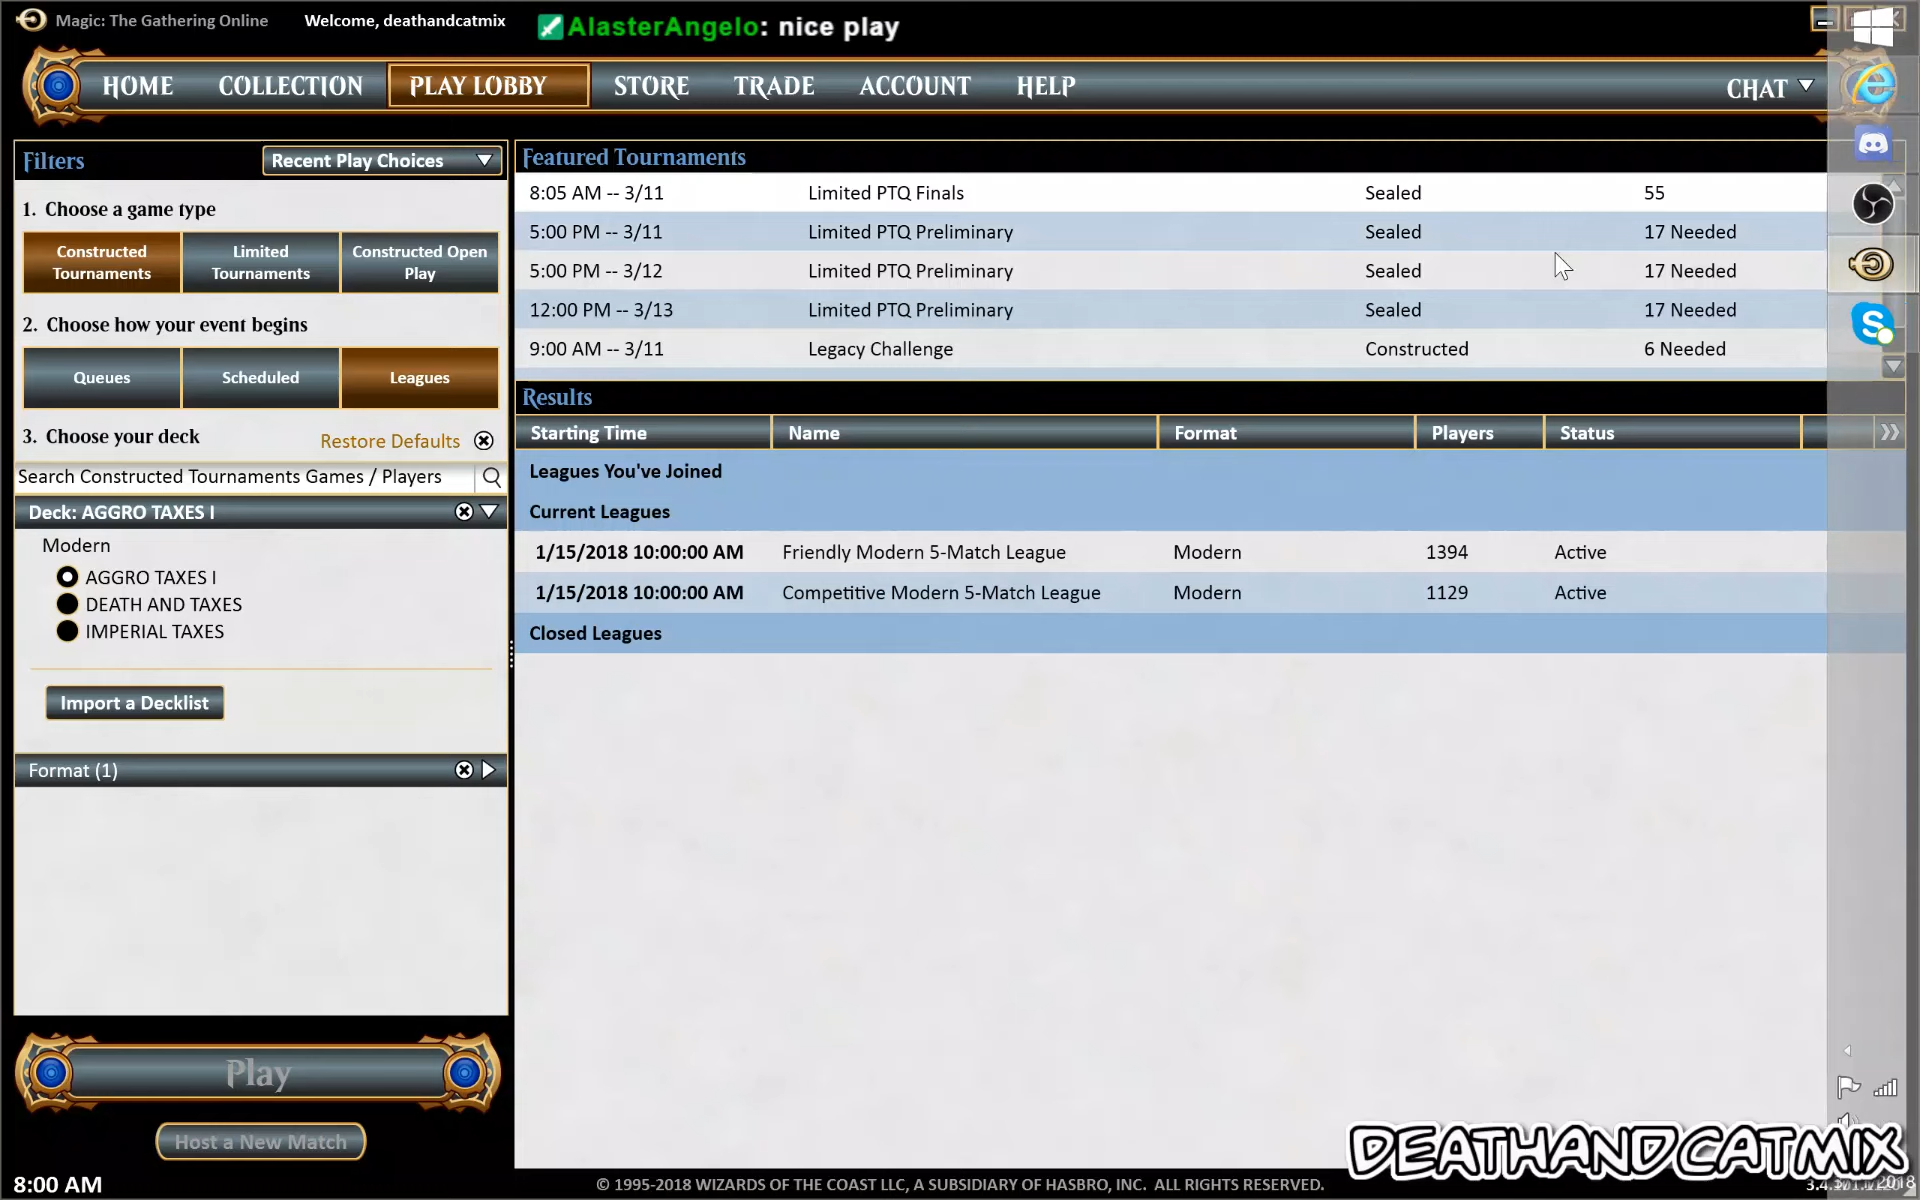 Magic: The Gathering Online
Welcome, deathandcatmix
AlasterAngelo: nice play
HOME COLLECTION PLAY LOBBY STORE TRADE ACCOUNT HELP CHAT
Filters
Recent Play Choices
1. Choose a game type
Constructed Tournaments
Limited Tournaments
Constructed Open Play
2. Choose how your event begins
Queues Scheduled Leagues
3. Choose your deck
Restore Defaults
Search Constructed Tournaments Games / Players
Deck: AGGRO TAXES I
Modern
AGGRO TAXES I
DEATH AND TAXES
IMPERIAL TAXES
Import a Decklist
Format (1)
Play
Host a New Match
8:00 AM
Featured Tournaments
8:05 AM -- 3/11 Limited PTQ Finals Sealed 55
5:00 PM -- 3/11 Limited PTQ Preliminary Sealed 17 Needed
5:00 PM -- 3/12 Limited PTQ Preliminary Sealed 17 Needed
12:00 PM -- 3/13 Limited PTQ Preliminary Sealed 17 Needed
9:00 AM -- 3/11 Legacy Challenge Constructed 6 Needed
Results
Starting Time Name Format Players Status
Leagues You've Joined
Current Leagues
1/15/2018 10:00:00 AM Friendly Modern 5-Match League Modern 1394 Active
1/15/2018 10:00:00 AM Competitive Modern 5-Match League Modern 1129 Active
Closed Leagues
DEATHANDCATMIX
© 1995-2018 WIZARDS OF THE COAST LLC, A SUBSIDIARY OF HASBRO, INC. ALL RIGHTS RESERVED.